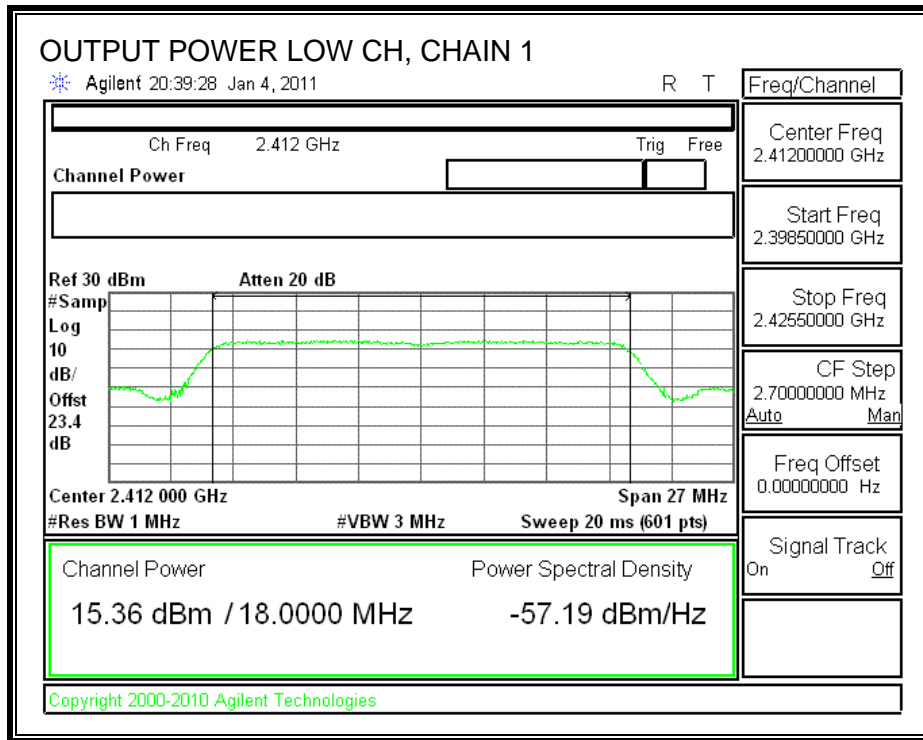 OUTPUT POWER LOW CH, CHAIN 1
Agilent 20:39:28 Jan 4, 2011 R T
Freq/Channel
Ch Freq 2.412 GHz Trig Free
Channel Power
Center Freq
2.41200000 GHz
Start Freq
2.39850000 GHz
Stop Freq
2.42550000 GHz
CF Step
2.70000000 MHz
Auto Man
Freq Offset
0.00000000 Hz
Signal Track
On Off
Ref 30 dBm Atten 20 dB
#Samp
Log
10
dB/
Offst
23.4
dB
Center 2.412 000 GHz Span 27 MHz
#Res BW 1 MHz #VBW 3 MHz Sweep 20 ms (601 pts)
Channel Power Power Spectral Density
15.36 dBm / 18.0000 MHz -57.19 dBm/Hz
Copyright 2000-2010 Agilent Technologies